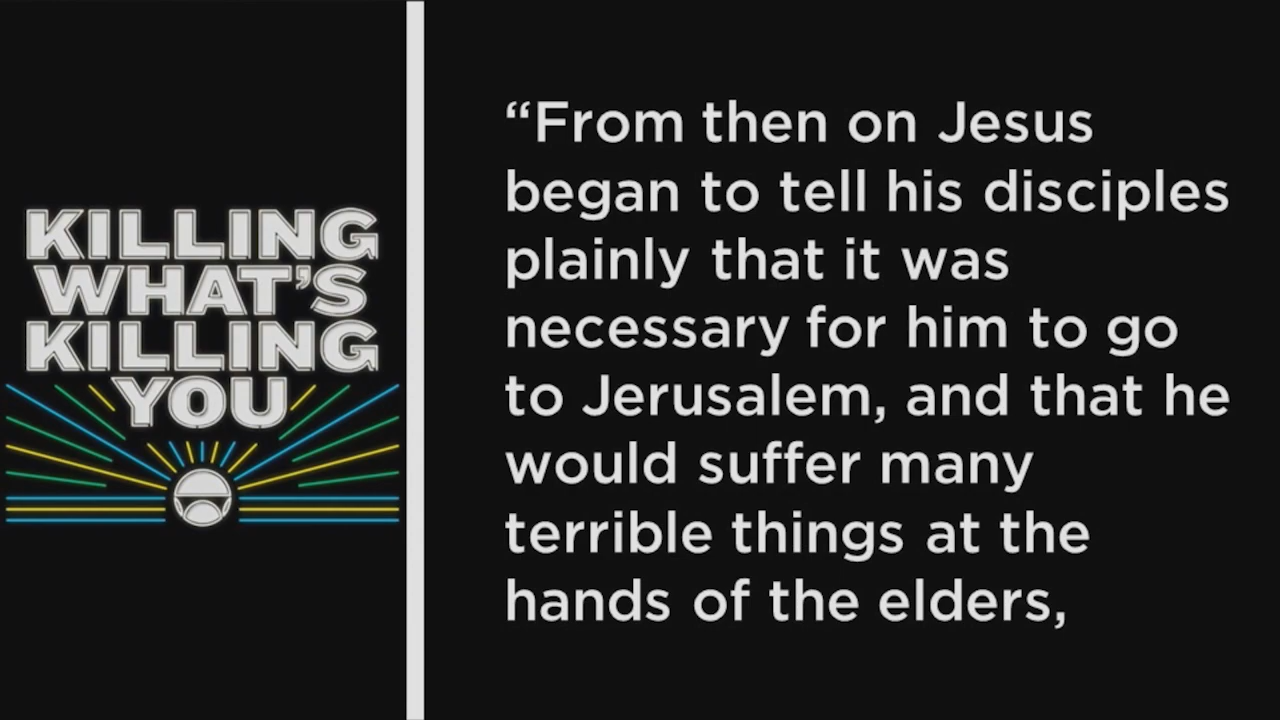 KILLING
WHAT'S
KILLING
YOU
“From then on Jesus
began to tell his disciples
plainly that it was
necessary for him to go
to Jerusalem, and that he
would suffer many
terrible things at the
hands of the elders,